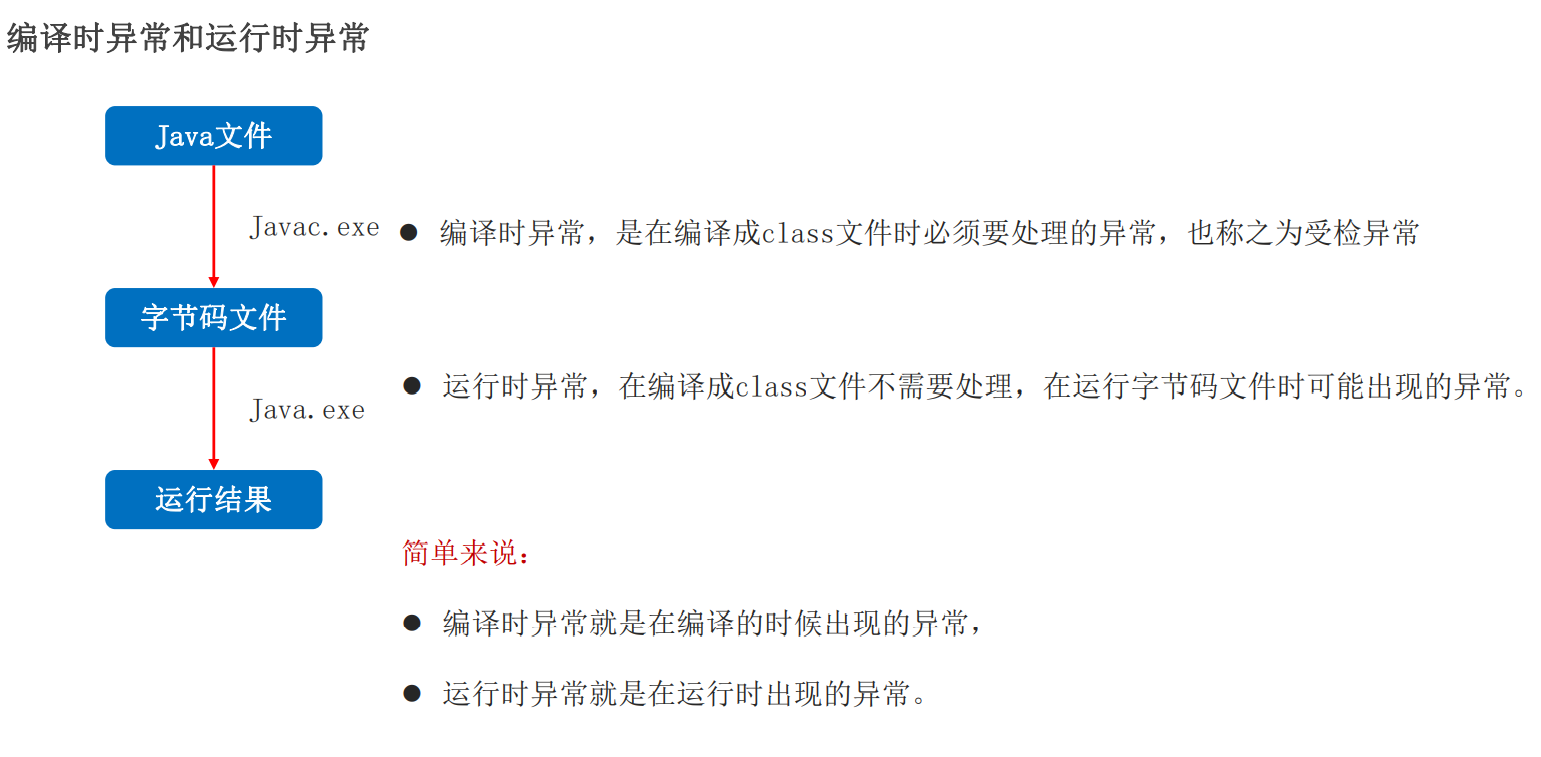 编译时异常和运行时异常
Java文件
Javac.exe
● 编译时异常，是在编译成class文件时必须要处理的异常，也称之为受检异常
字节码文件
● 运行时异常，在编译成class文件不需要处理，在运行字节码文件时可能出现的异常。
Java.exe
运行结果
简单来说：
● 编译时异常就是在编译的时候出现的异常，
● 运行时异常就是在运行时出现的异常。